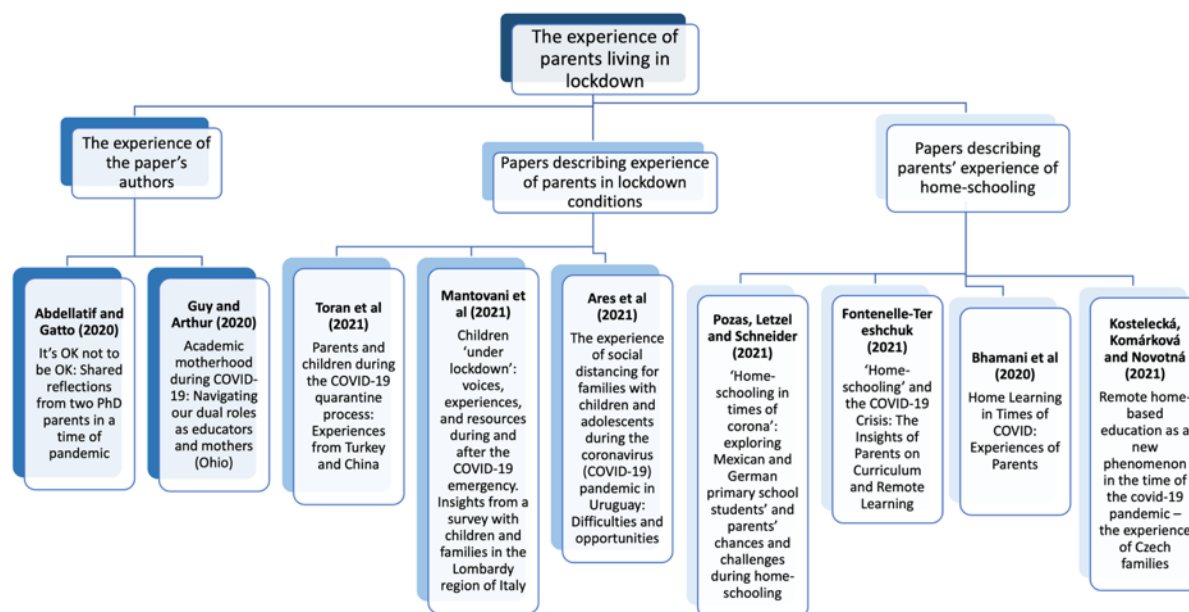 The experience of
parents living in
lockdown
The experience of
the paper's
authors
Papers describing experience
of parents in lockdown
conditions
Papers describing
parents' experience of
home-schooling
Abdellatif and
Gatto (2020)
It's OK not to
be OK: Shared
reflections
from two PhD
parents in a
time of
pandemic
Guy and
Arthur (2020)
Academic
motherhood
during COVID-
19: Navigating
our dual roles
as educators
and mothers
(Ohio)
Toran et al
(2021)
Parents and
children during
the COVID-19
quarantine
process:
Experiences
from Turkey
and China
Mantovani et
al (2021)
Children
'under
lockdown':
voices,
experiences,
and resources
during and
after the
COVID-19
emergency.
Insights from a
survey with
children and
families in the
Lombardy
region of Italy
Ares et al
(2021)
The experience
of social
distancing for
families with
children and
adolescents
during the
coronavirus
(COVID-19)
pandemic in
Uruguay:
Difficulties and
opportunities
Pozas, Letzel
and Schneider
(2021)
'Home-
schooling in
times of
corona':
exploring
Mexican and
German
primary school
students' and
parents'
chances and
challenges
during home-
schooling
Fontenelle-Ter
eshchuk
(2021)
'Home-
schooling' and
the COVID-19
Crisis: The
Insights of
Parents on
Curriculum and
Remote
Learning
Bhamani et al
(2020)
Home Learning
in Times of
COVID:
Experiences of
Parents
Kostelecká,
Komárková
and Novotná
(2021)
Remote home-
based
education as a
new
phenomenon
in the time of
the covid-19
pandemic –
the experience
of Czech
families